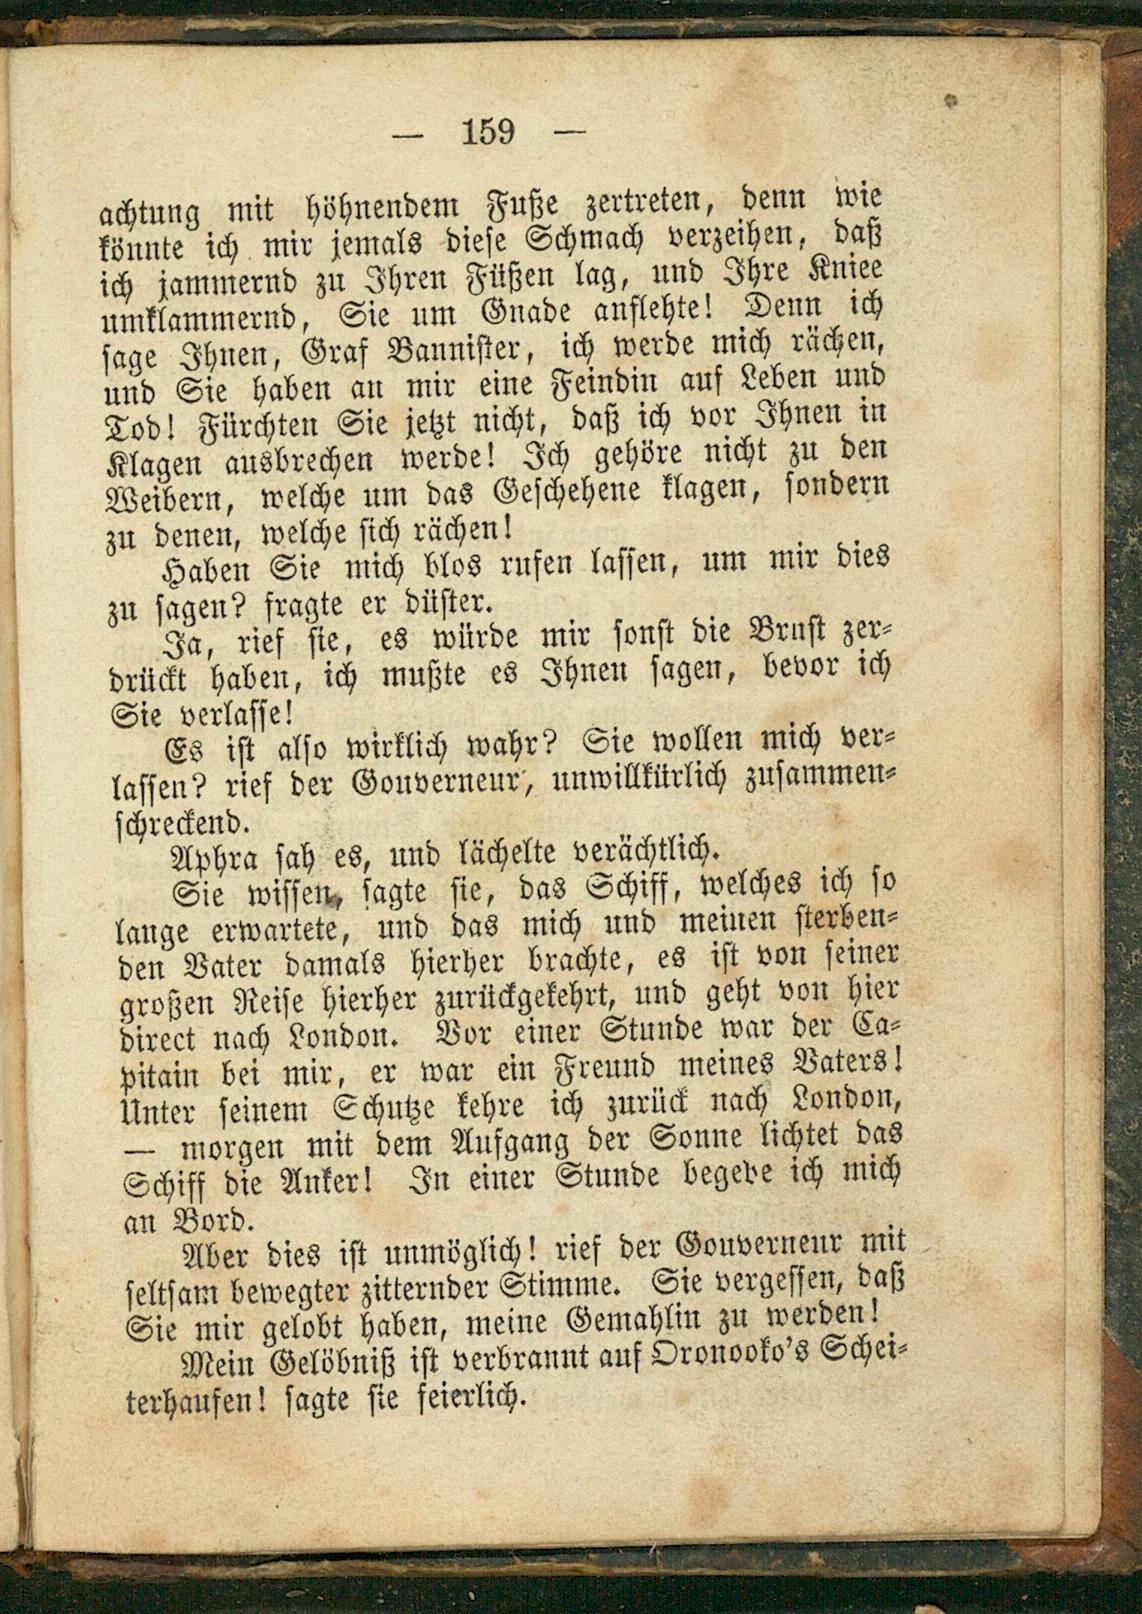 — 159 —
achtung mit höhnendem Fuße zertreten, denn wie
könnte ich mir jemals diese Schmach verzeihen, daß
ich jammernd zu Ihren Füßen lag, und Ihre Kniee
umklammernd, Sie um Gnade anflehte! Denn ich
sage Ihnen, Graf Bannister, ich werde mich rächen,
und Sie haben an mir eine Feindin auf Leben und
Tod! Fürchten Sie jetzt nicht, daß ich vor Ihnen in
Klagen ausbrechen werde! Ich gehöre nicht zu den
Weibern, welche um das Geschehene klagen, sondern
zu denen, welche sich rächen!
Haben Sie mich blos rufen lassen, um mir dies
zu sagen? fragte er düster.
Ja, rief sie, es würde mir sonst die Brust zer-
drückt haben, ich mußte es Ihnen sagen, bevor ich
Sie verlasse!
Es ist also wirklich wahr? Sie wollen mich ver-
lassen? rief der Gouverneur, unwillkürlich zusammen-
schreckend.
Aphra sah es, und lächelte verächtlich.
Sie wissen, sagte sie, das Schiff, welches ich so
lange erwartete, und das mich und meinen sterben-
den Vater damals hierher brachte, es ist von seiner
großen Reise hierher zurückgekehrt, und geht von hier
direct nach London. Vor einer Stunde war der Ca-
pitain bei mir, er war ein Freund meines Vaters!
Unter seinem Schutze kehre ich zurück nach London,
— morgen mit dem Aufgang der Sonne lichtet das
Schiff die Anker! In einer Stunde begebe ich mich
an Bord.
Aber dies ist unmöglich! rief der Gouverneur mit
seltsam bewegter zitternder Stimme. Sie vergessen, daß
Sie mir gelobt haben, meine Gemahlin zu werden!
Mein Gelöbniß ist verbrannt auf Oronooko's Schei-
terhaufen! sagte sie feierlich.